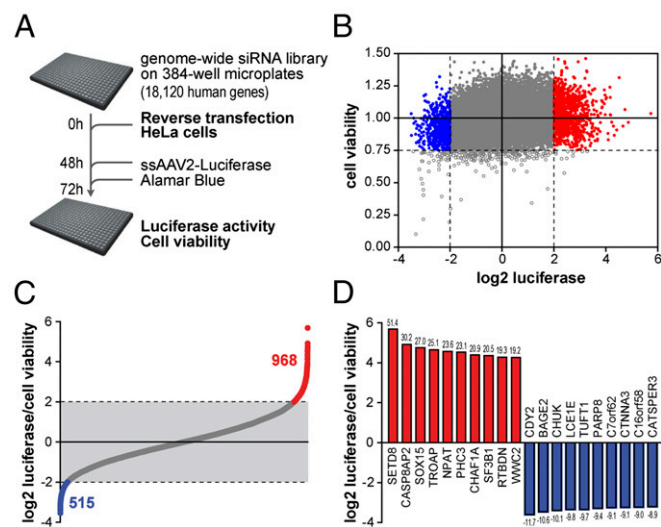 A
genome-wide siRNA library
on 384-well microplates
(18,120 human genes)
0h
Reverse transfection
HeLa cells
48h
ssAAV2-Luciferase
72h
Alamar Blue
Luciferase activity
Cell viability
B
cell viability
1.50
1.25
1.00
0.75
0.50
0.25
0.00
-4 -2 0 2 4 6
log2 luciferase
C
log2 luciferase/cell viability
6
4
2
0
-2
-4
968
515
D
log2 luciferase/cell viability
6
4
2
0
-2
-4
51.4 30.2 27.0 25.1 23.6 23.1 20.9 20.5 19.3 19.2
SETD8
CASP8AP2
SOX15
TROAP
NPAT
PHC3
CHAF1A
SF3B1
RTBDN
WWC2
CDY2
BAGE2
CHUK
LCE1E
TUFT1
PARP8
C7orf62
CTNNA3
C16orf58
CATSPER3
-11.7 -10.6 -10.1 -9.8 -9.7 -9.4 -9.1 -9.1 -9.0 -8.9